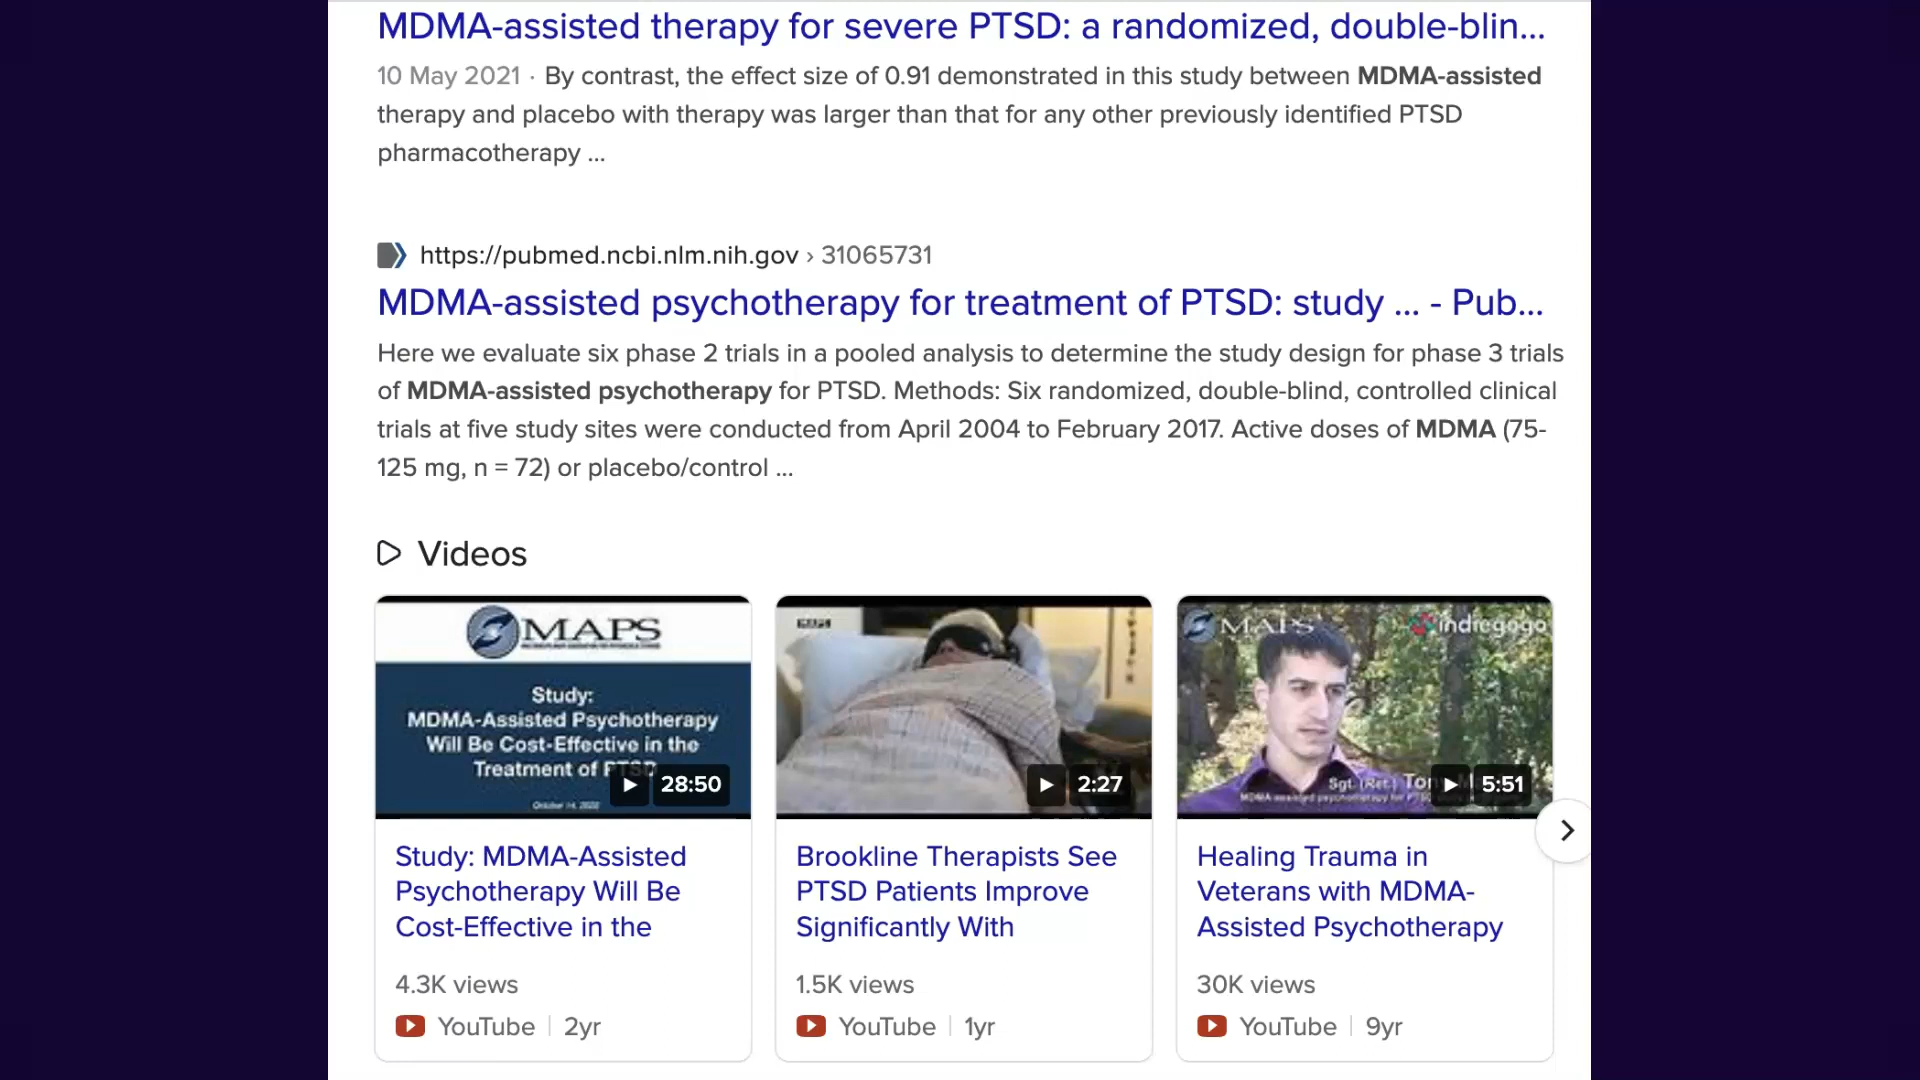 MDMA-assisted therapy for severe PTSD: a randomized, double-blin...
10 May 2021 · By contrast, the effect size of 0.91 demonstrated in this study between MDMA-assisted
therapy and placebo with therapy was larger than that for any other previously identified PTSD
pharmacotherapy ...
https://pubmed.ncbi.nlm.nih.gov › 31065731
MDMA-assisted psychotherapy for treatment of PTSD: study ... - Pub...
Here we evaluate six phase 2 trials in a pooled analysis to determine the study design for phase 3 trials
of MDMA-assisted psychotherapy for PTSD. Methods: Six randomized, double-blind, controlled clinical
trials at five study sites were conducted from April 2004 to February 2017. Active doses of MDMA (75-
125 mg, n = 72) or placebo/control ...
Videos
MAPS
Study:
MDMA-Assisted Psychotherapy
Will Be Cost-Effective in the
Treatment of PTSD
28:50
Study: MDMA-Assisted
Psychotherapy Will Be
Cost-Effective in the
4.3K views
YouTube | 2yr
MAPS
2:27
Brookline Therapists See
PTSD Patients Improve
Significantly With
1.5K views
YouTube | 1yr
MAPS
indiegogo
Sgt. (Ret.)
5:51
Healing Trauma in
Veterans with MDMA-
Assisted Psychotherapy
30K views
YouTube | 9yr